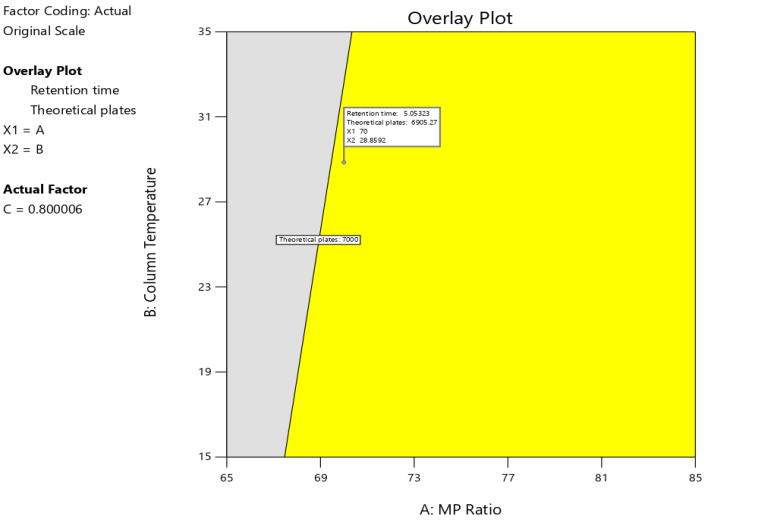 Factor Coding: Actual
Original Scale
Overlay Plot
Retention time
Theoretical plates
X1 = A
X2 = B
Actual Factor
C = 0.800006
Overlay Plot
B: Column Temperature
35
31
27
23
19
15
Retention time: 5.05323
Theoretical plates: 6905.27
X1 70
X2 28.8592
Theoretical plates: 7000
65 69 73 77 81 85
A: MP Ratio